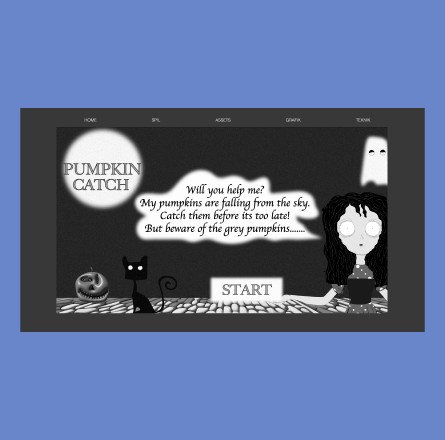 HOME SPIL ASSETS GRAFIK TEKNIK
PUMPKIN
CATCH
Will you help me?
My pumpkins are falling from the sky.
Catch them before its too late!
But beware of the grey pumpkins.......
START